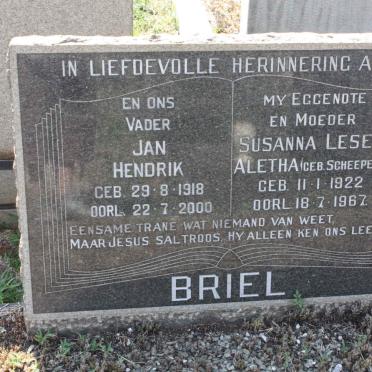 IN LIEFDEVOLLE HERINNERING A
EN ONS
VADER
JAN
HENDRIK
GEB. 29·8·1918
OORL. 22·7·2000
MY EGGENOTE
EN MOEDER
SUSANNA LESE
ALETHA (GEB. SCHEEPE
GEB. 11·1·1922
OORL. 18·7·1967.
EENSAME TRANE WAT NIEMAND VAN WEET,
MAAR JESUS SAL TROOS, HY ALLEEN KEN ONS LEE
BRIEL